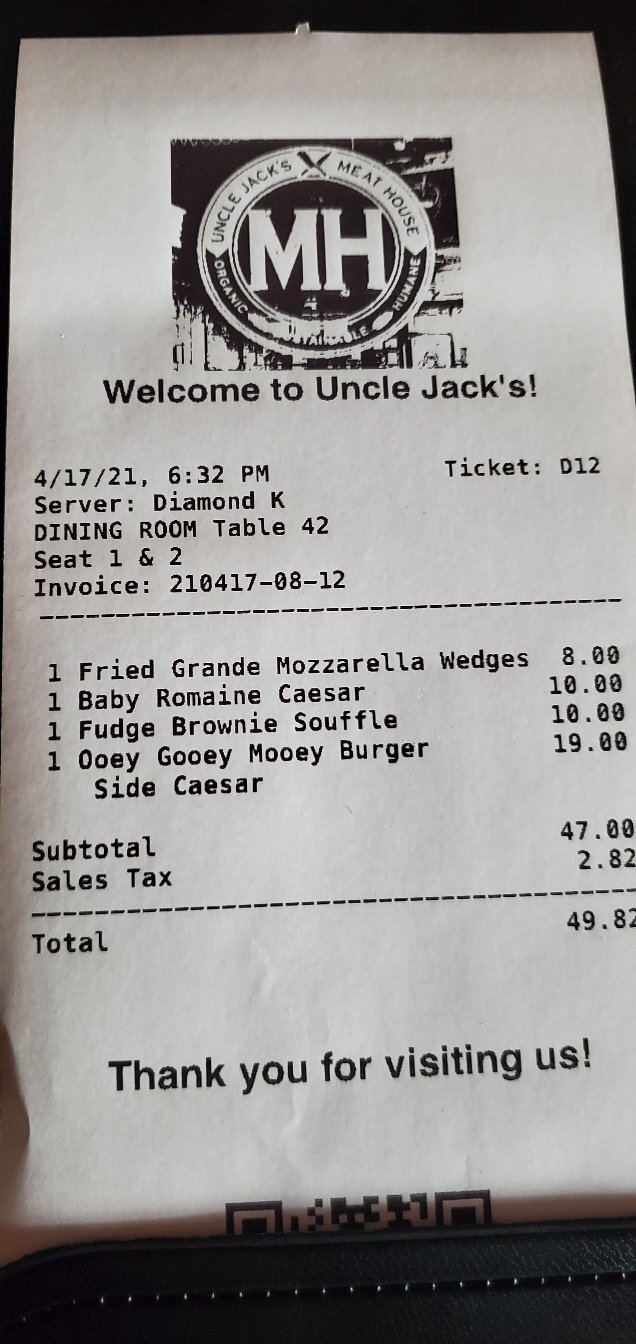 UNCLE JACK'S MEAT HOUSE
MH
ORGANIC SUSTAINABLE HUMANE
Welcome to Uncle Jack's!
4/17/21, 6:32 PM Ticket: D12
Server: Diamond K
DINING ROOM Table 42
Seat 1 & 2
Invoice: 210417-08-12
1 Fried Grande Mozzarella Wedges 8.00
1 Baby Romaine Caesar 10.00
1 Fudge Brownie Souffle 10.00
1 Ooey Gooey Mooey Burger 19.00
Side Caesar
Subtotal 47.00
Sales Tax 2.82
Total 49.82
Thank you for visiting us!